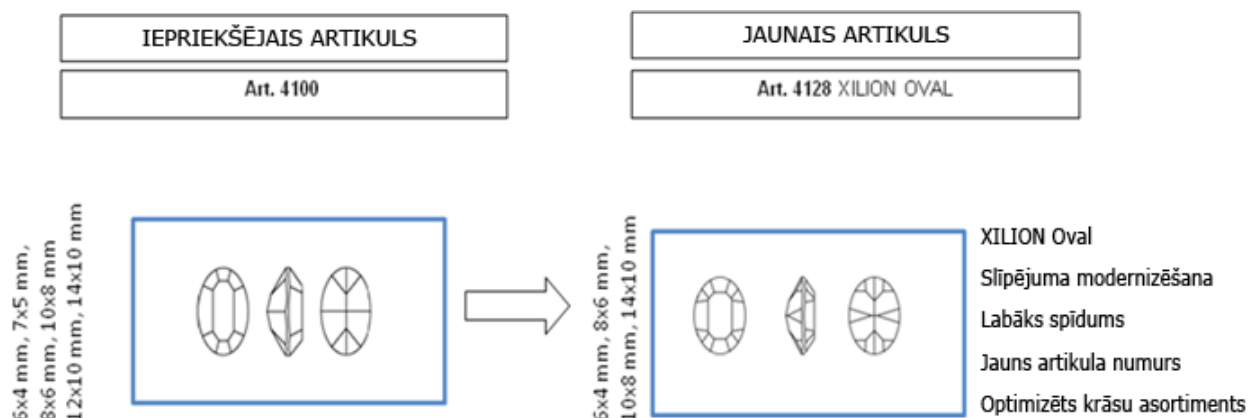 IEPRIEKŠĒJAIS ARTIKULS
JAUNAIS ARTIKULS
Art. 4100
Art. 4128 XILION OVAL
6x4 mm, 7x5 mm,
8x6 mm, 10x8 mm
12x10 mm, 14x10 mm
6x4 mm, 8x6 mm,
10x8 mm, 14x10 mm
XILION Oval
Slīpējuma modernizēšana
Labāks spīdums
Jauns artikula numurs
Optimizēts krāsu asortiments